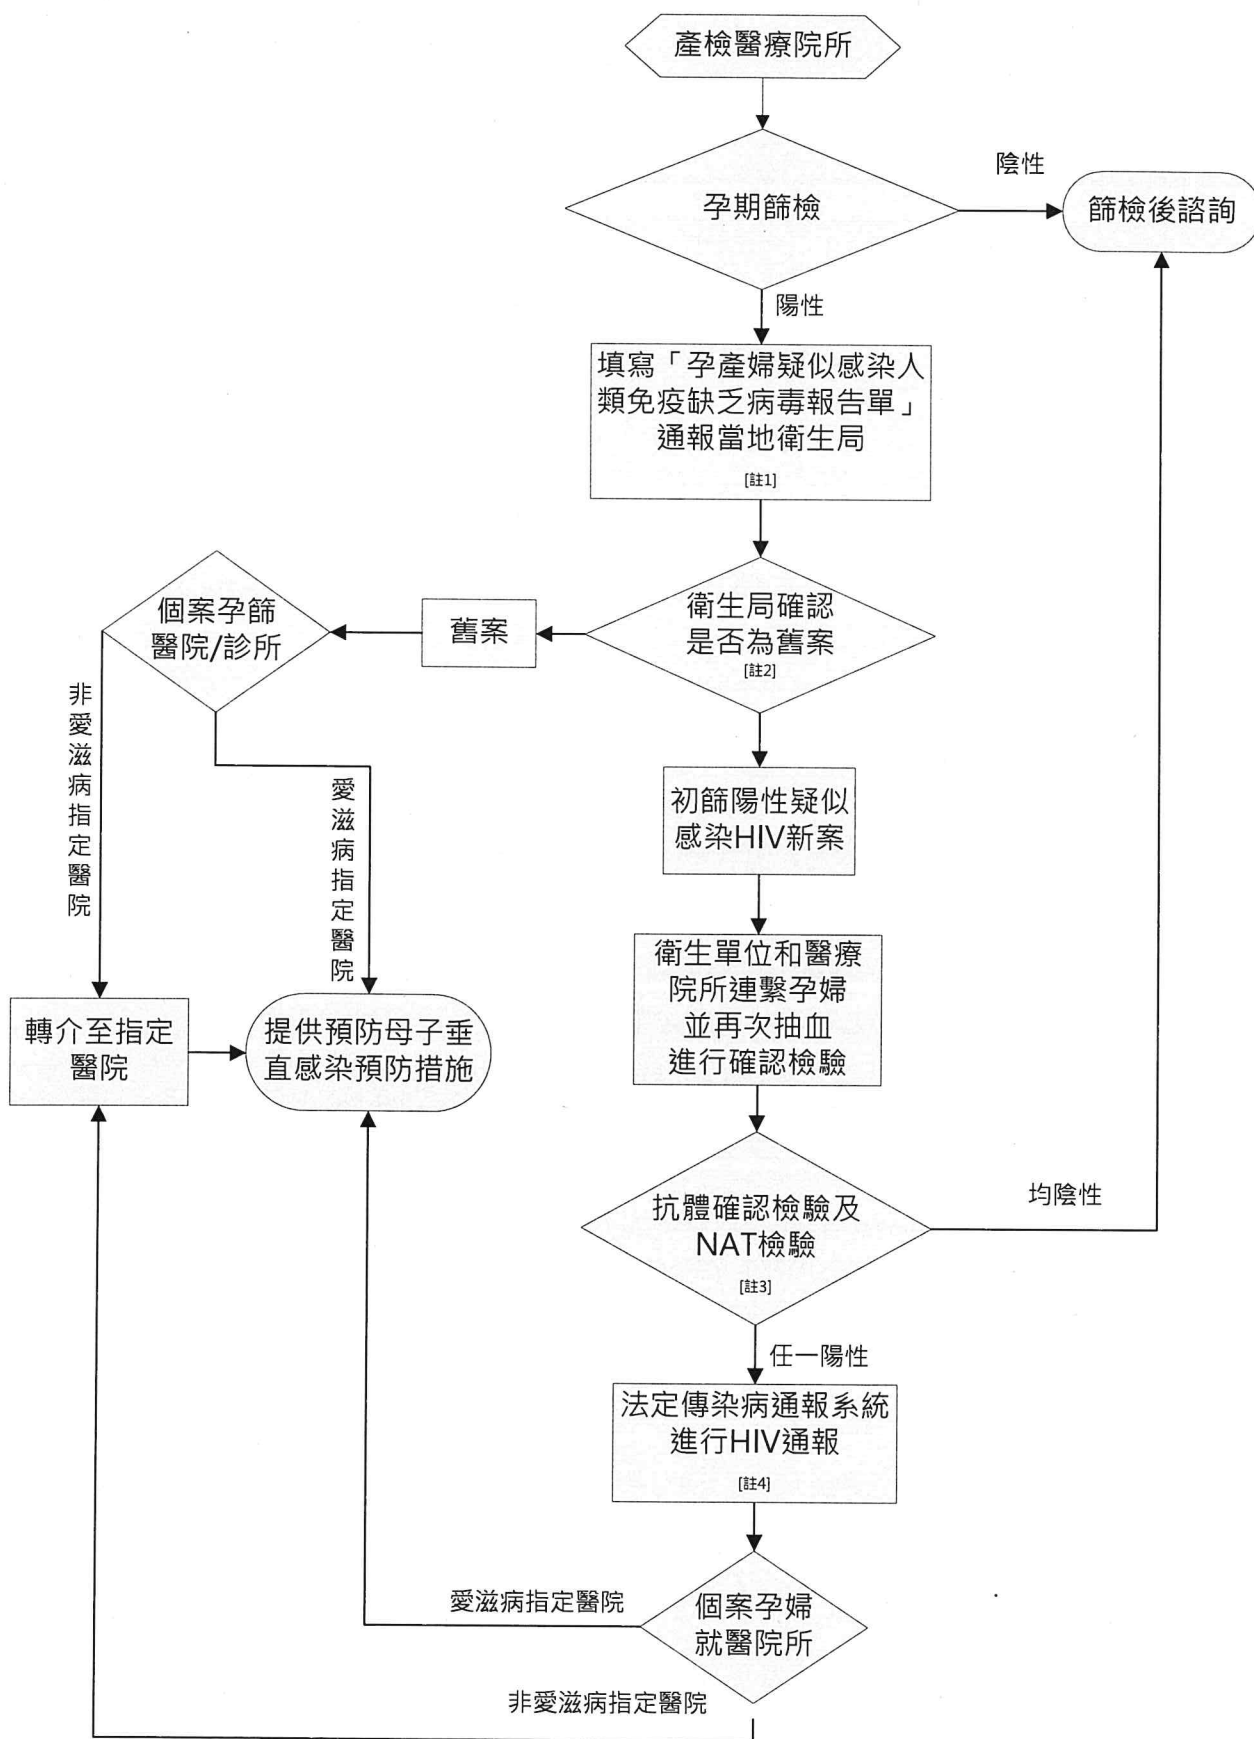 產檢醫療院所
孕期篩檢
陰性
篩檢後諮詢
陽性
填寫「孕產婦疑似感染人
類免疫缺乏病毒報告單」
通報當地衛生局
[註1]
衛生局確認
是否為舊案
[註2]
舊案
個案孕篩
醫院/診所
非愛滋病指定醫院
愛滋病指定醫院
初篩陽性疑似
感染HIV新案
衛生單位和醫療
院所連繫孕婦
並再次抽血
進行確認檢驗
轉介至指定
醫院
提供預防母子垂
直感染預防措施
抗體確認檢驗及
NAT檢驗
[註3]
均陰性
任一陽性
法定傳染病通報系統
進行HIV通報
[註4]
個案孕婦
就醫院所
愛滋病指定醫院
非愛滋病指定醫院